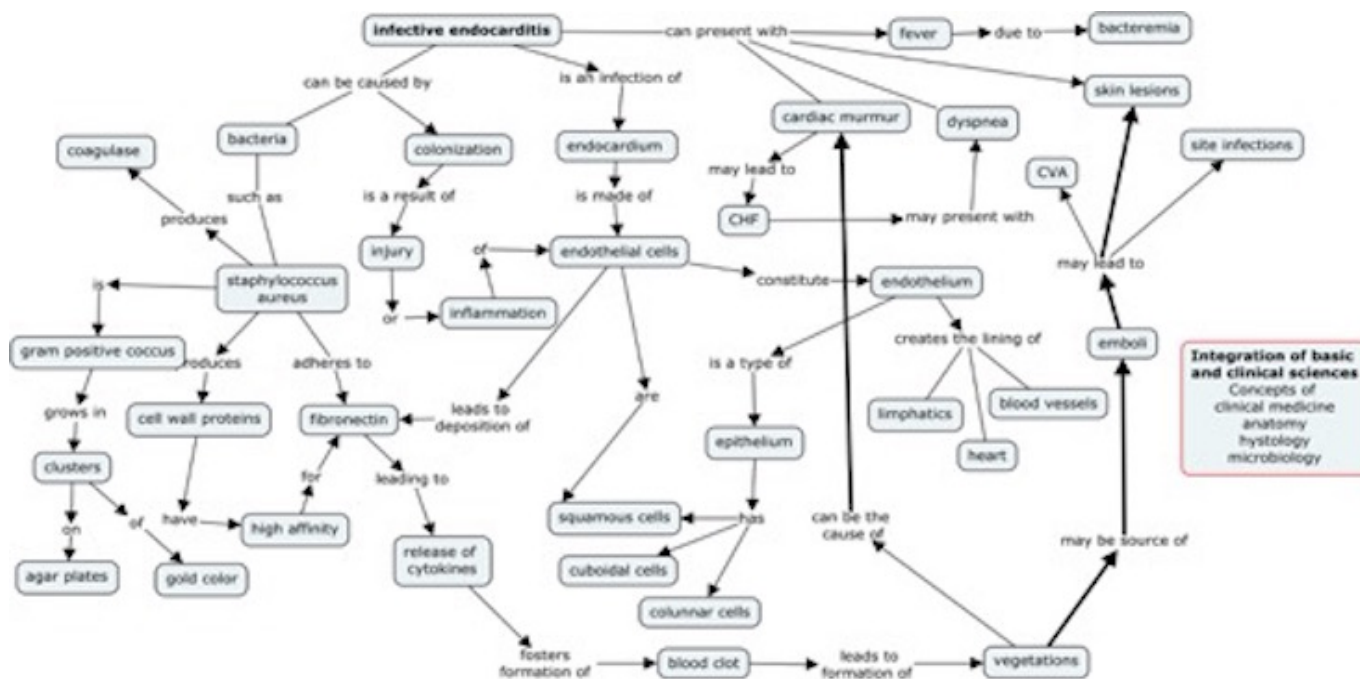 infective endocarditis
can present with
fever
due to
bacteremia
can be caused by
is an infection of
skin lesions
coagulase
bacteria
colonization
endocardium
cardiac murmur
dyspnea
site infections
CVA
produces
such as
is a result of
is made of
may lead to
CHF
may present with
injury
of
endothelial cells
constitute
endothelium
may lead to
is
staphylococcus
aureus
or
inflammation
creates the lining of
emboli
gram positive coccus
produces
adheres to
is a type of
Integration of basic
and clinical sciences
Concepts of
clinical medicine
anatomy
hystology
microbiology
grows in
cell wall proteins
fibronectin
leads to
deposition of
are
limphatics
blood vessels
epithelium
heart
clusters
for
leading to
on
of
have
high affinity
squamous cells
has
can be the
cause of
may be source of
agar plates
gold color
release of
cytokines
cuboidal cells
colunnar cells
fosters
formation of
blood clot
leads to
formation of
vegetations